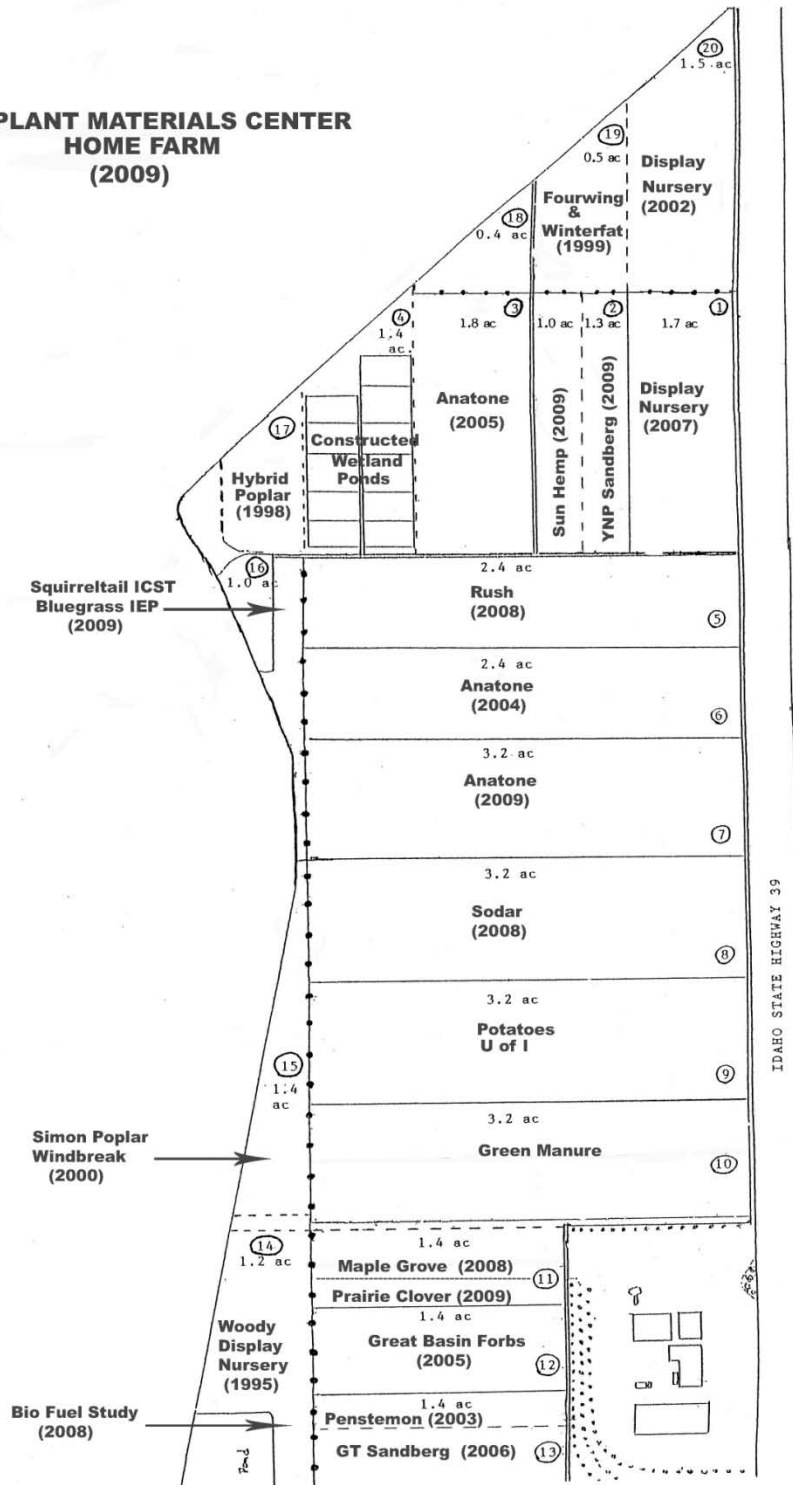 PLANT MATERIALS CENTER
HOME FARM
(2009)
20
1.5 ac
19
0.5 ac
Display
Nursery
(2002)
18
0.4 ac
Fourwing
&
Winterfat
(1999)
4
1.4
ac.
3
1.8 ac
Anatone
(2005)
2
1.0 ac
1.3 ac
Sun Hemp (2009)
YNP Sandberg (2009)
1
1.7 ac
Display
Nursery
(2007)
17
Hybrid
Poplar
(1998)
Constructed
Wetland
Ponds
16
1.0 ac
Squirreltail ICST
Bluegrass IEP
(2009)
2.4 ac
Rush
(2008)
5
2.4 ac
Anatone
(2004)
6
3.2 ac
Anatone
(2009)
7
3.2 ac
Sodar
(2008)
8
3.2 ac
Potatoes
U of I
9
IDAHO STATE HIGHWAY 39
15
1.4
ac
3.2 ac
Green Manure
10
Simon Poplar
Windbreak
(2000)
14
1.2 ac
1.4 ac
Maple Grove (2008)
11
Prairie Clover (2009)
1.4 ac
Great Basin Forbs
(2005)
12
Woody
Display
Nursery
(1995)
1.4 ac
Penstemon (2003)
GT Sandberg (2006)
13
Bio Fuel Study
(2008)
Pond